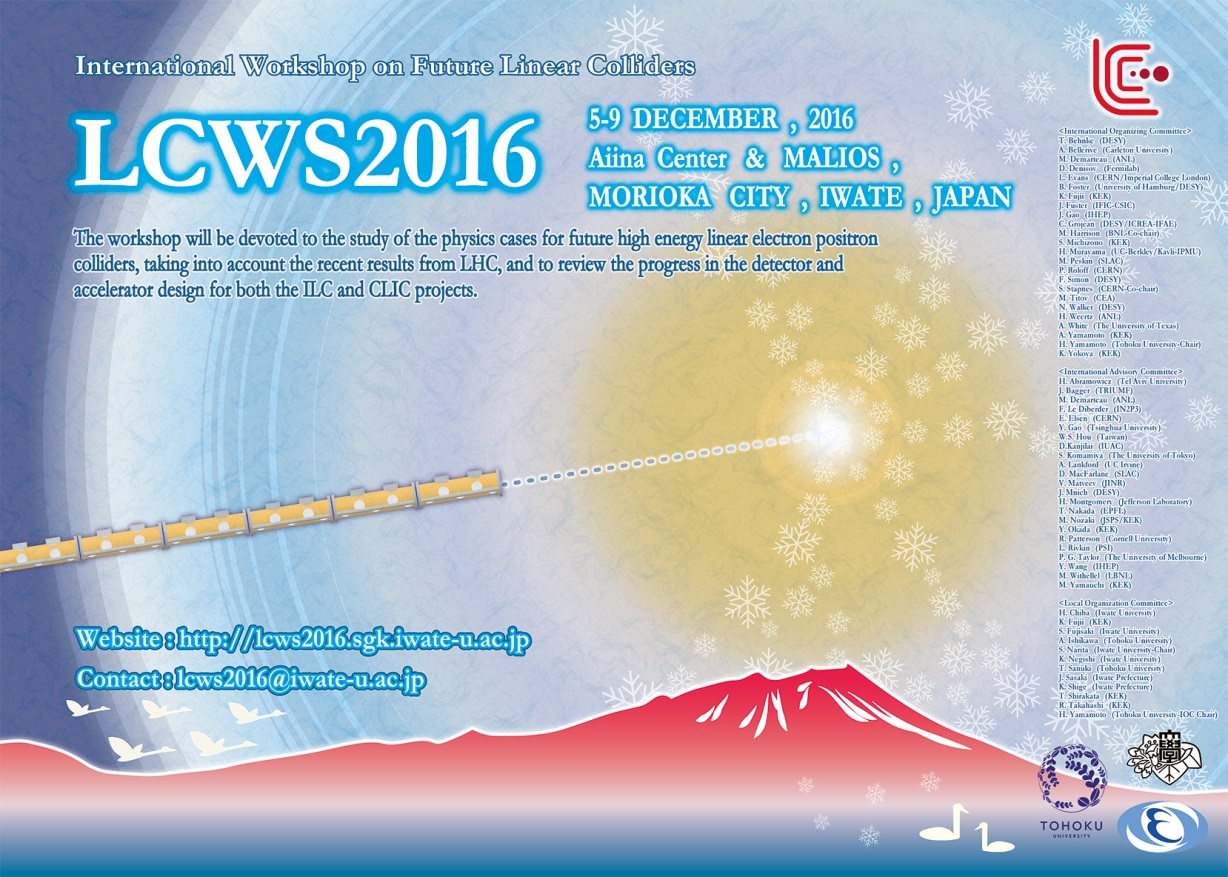 International Workshop on Future Linear Colliders
LCWS2016
5-9 DECEMBER , 2016
Aiina Center & MALIOS ,
MORIOKA CITY , IWATE , JAPAN
The workshop will be devoted to the study of the physics cases for future high energy linear electron positron
colliders, taking into account the recent results from LHC, and to review the progress in the detector and
accelerator design for both the ILC and CLIC projects.
Website : http://lcws2016.sgk.iwate-u.ac.jp
Contact : lcws2016@iwate-u.ac.jp
LCC
<International Organizing Committee>
T. Behnke (DESY)
A. Bellerive (Carleton University)
M. Demarteau (ANL)
D. Denisov (Fermilab)
L. Evans (CERN/Imperial College London)
B. Foster (University of Hamburg/DESY)
K. Fujii (KEK)
J. Fuster (IFIC-CSIC)
J. Gao (IHEP)
C. Grojean (DESY/ICREA-IFAE)
M. Harrison (BNL-Co-chair)
S. Michizono (KEK)
H. Murayama (UC-Berkley/Kavli-IPMU)
M. Peskin (SLAC)
P. Roloff (CERN)
F. Simon (DESY)
S. Stapnes (CERN-Co-chair)
M. Titov (CEA)
N. Walker (DESY)
H. Weertz (ANL)
A. White (The University of Texas)
A. Yamamoto (KEK)
H. Yamamoto (Tohoku University-Chair)
K. Yokoya (KEK)
<International Advisory Committee>
H. Abramowicz (Tel Aviv University)
J. Bagger (TRIUMF)
M. Demarteau (ANL)
F. Le Diberder (IN2P3)
E. Elsen (CERN)
Y. Gao (Tsinghua University)
W.S. Hou (Taiwan)
D.Kanjilai (IUAC)
S. Komamiya (The University of Tokyo)
A. Lankford (UC Irvine)
D. MacFarlane (SLAC)
V. Matveev (JINR)
J. Mnich (DESY)
H. Montgomery (Jefferson Laboratory)
T. Nakada (EPFL)
M. Nozaki (JSPS/KEK)
Y. Okada (KEK)
R. Patterson (Cornell University)
L. Rivkin (PSI)
P. G. Taylor (The University of Melbourne)
Y. Wang (IHEP)
M. Withellel (LBNL)
M. Yamauchi (KEK)
<Local Organization Committee>
H. Chiba (Iwate University)
K. Fujii (KEK)
S. Fujisaki (Iwate University)
A. Ishikawa (Tohoku University)
S. Narita (Iwate University-Chair)
K. Negishi (Iwate University)
T. Sanuki (Tohoku University)
J. Sasaki (Iwate Prefecture)
K. Shige (Iwate Prefecture)
T. Shirakata (KEK)
R. Takahashi (KEK)
H. Yamamoto (Tohoku University-IOC Chair)
TOHOKU
UNIVERSITY